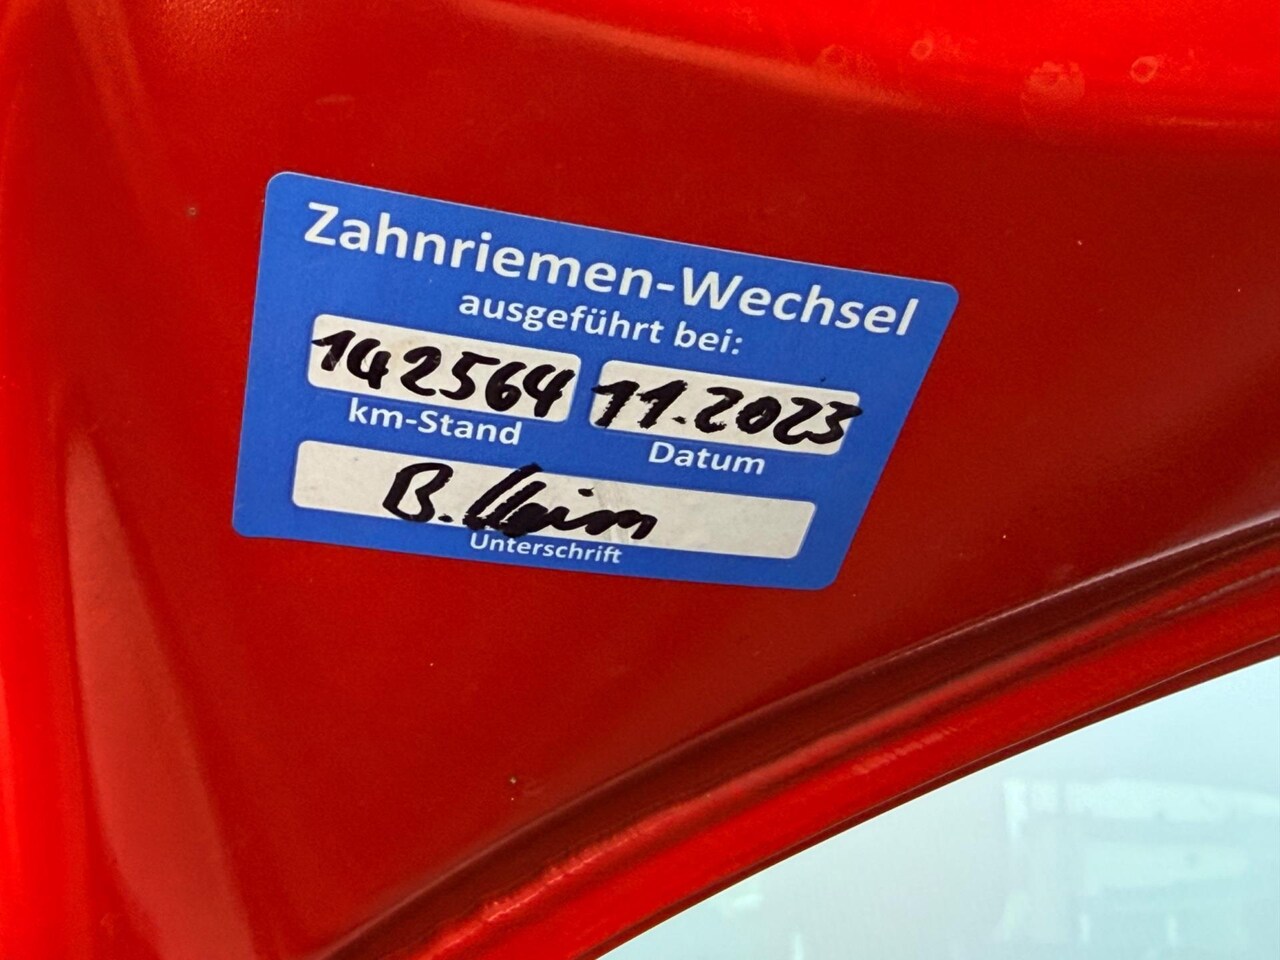 Zahnriemen-Wechsel
ausgeführt bei:
142564 11.2023
km-Stand Datum
B.
Unterschrift